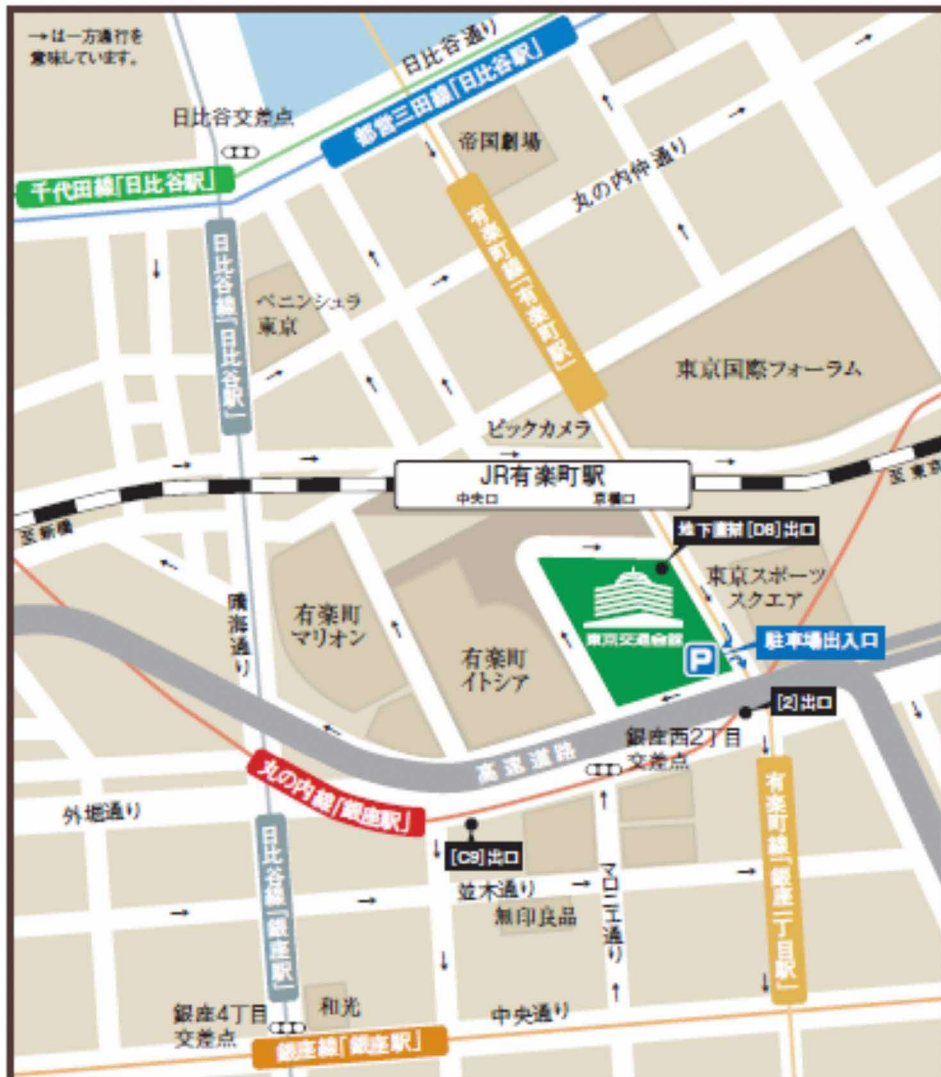 →は一方通行を
意味しています。
日比谷通り
都営三田線「日比谷駅」
日比谷交差点
帝国劇場
千代田線「日比谷駅」
丸の内仲通り
日比谷線「日比谷駅」
有楽町線「有楽町駅」
ペニンシュラ
東京
東京国際フォーラム
ビックカメラ
JR有楽町駅
中央口
京橋口
至東京
至新橋
地下直結[D8]出口
東京スポーツ
スクエア
晴海通り
有楽町
マリオン
有楽町
イトシア
東京交通会館
P
駐車場出入口
[2]出口
銀座西2丁目
交差点
高速道路
丸の内線「銀座駅」
外堀通り
[C9]出口
日比谷線「銀座駅」
有楽町線「銀座一丁目駅」
並木通り
マロニエ通り
無印良品
銀座4丁目
交差点
和光
中央通り
銀座線「銀座駅」